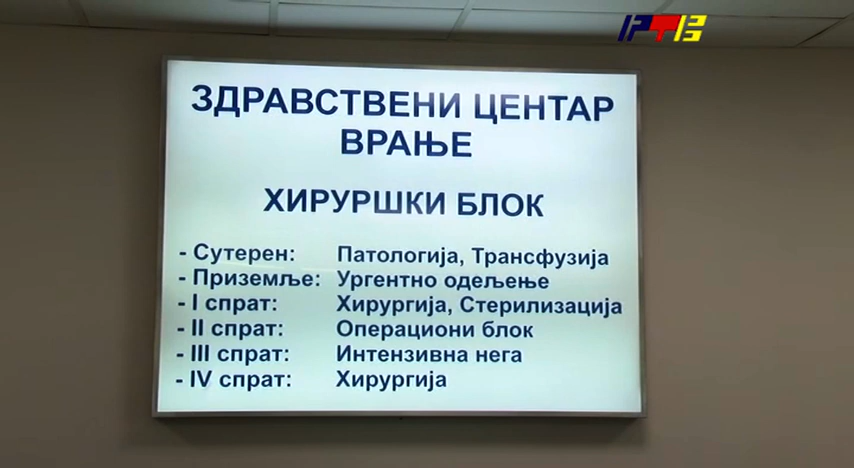 РТВ
ЗДРАВСТВЕНИ ЦЕНТАР
ВРАЊЕ
ХИРУРШКИ БЛОК
- Сутерен: Патологија, Трансфузија
- Приземље: Ургентно одељење
- I спрат: Хирургија, Стерилизација
- II спрат: Операциони блок
- III спрат: Интензивна нега
- IV спрат: Хирургија